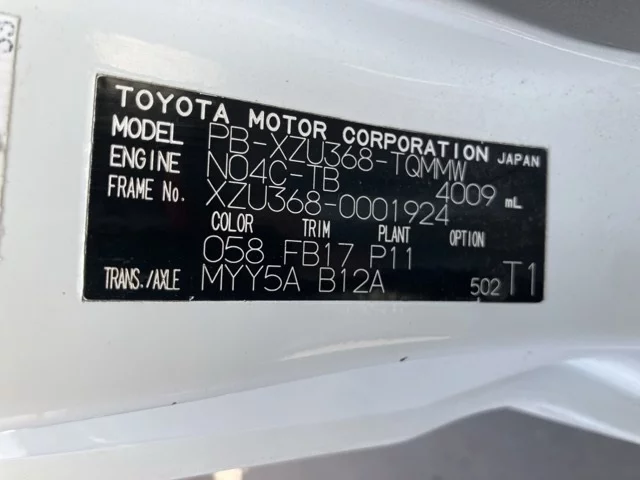 TOYOTA MOTOR CORPORATION JAPAN
MODEL PB-XZU368-TQMMW
ENGINE N04C-TB 4009 mL
FRAME No. XZU368-0001924
COLOR TRIM PLANT OPTION
058 FB17 P11
TRANS./AXLE MYY5A B12A 502 T1